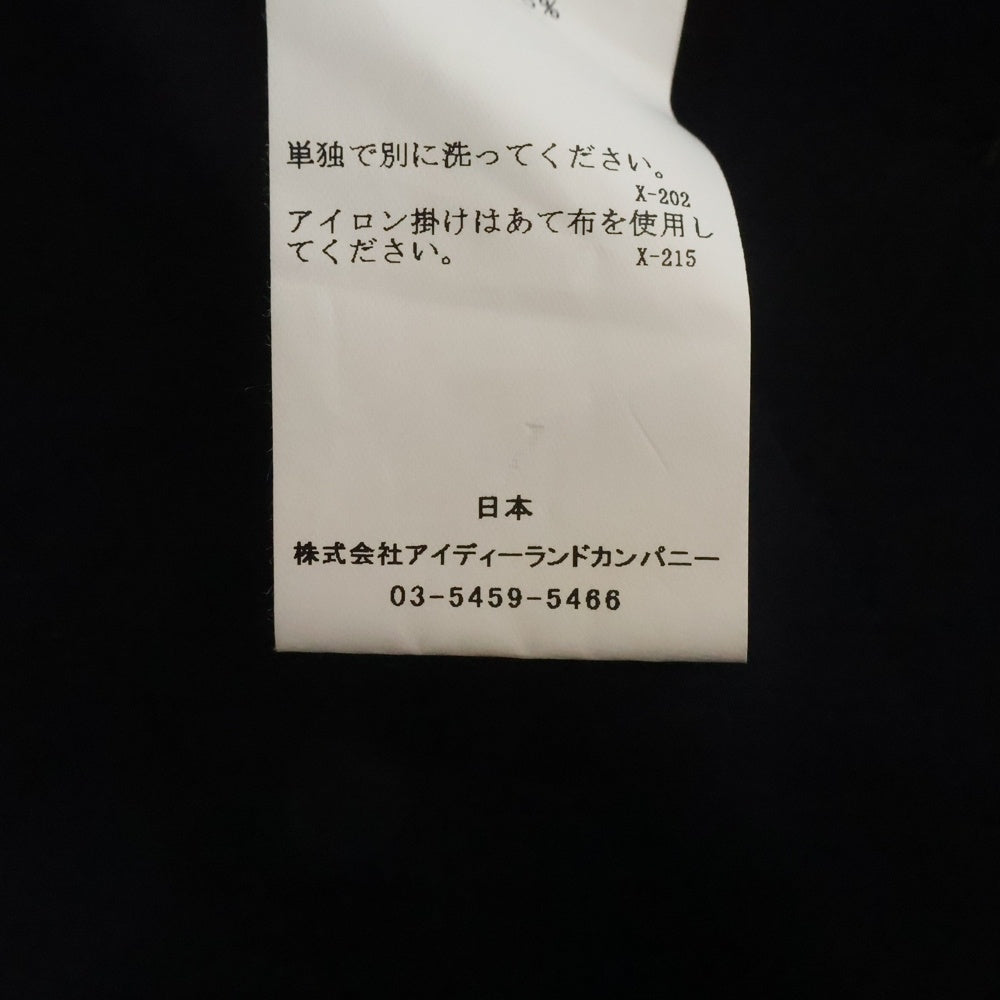 単独で別に洗ってください。
X-202
アイロン掛けはあて布を使用し
てください。 X-215
日本
株式会社アイディーランドカンパニー
03-5459-5466